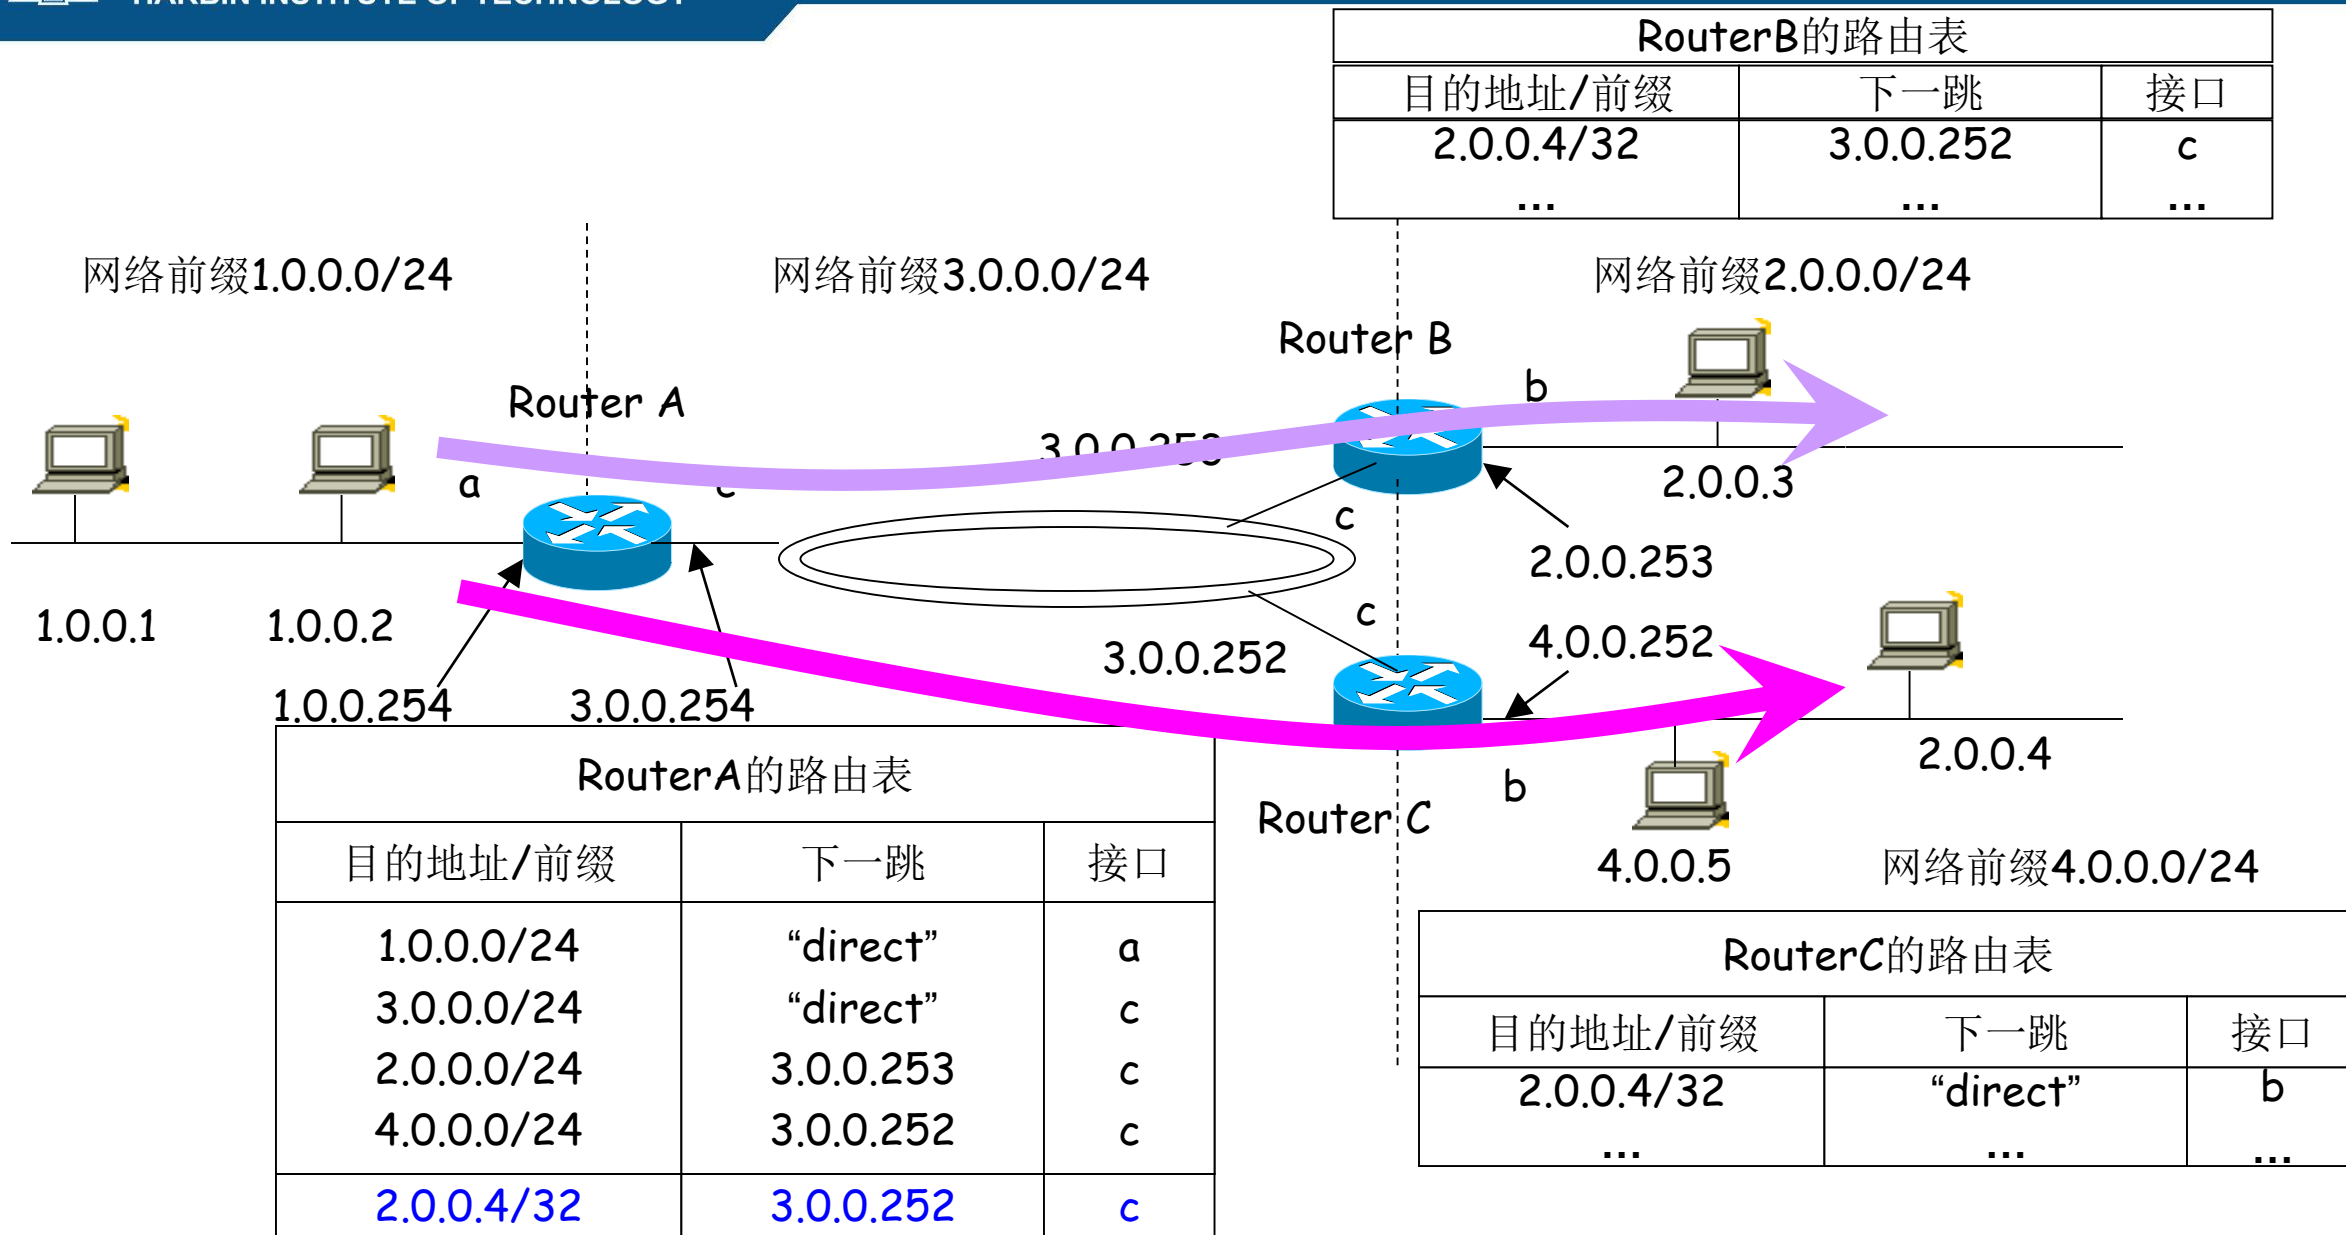 HARBIN INSTITUTE OF TECHNOLOGY
RouterB的路由表
目的地址/前缀 下一跳 接口
2.0.0.4/32 3.0.0.252 c
... ... ...
网络前缀1.0.0.0/24 网络前缀3.0.0.0/24 网络前缀2.0.0.0/24
Router B
Router A
b
3.0.0.253
a c
2.0.0.3
c
2.0.0.253
1.0.0.1 1.0.0.2
c
4.0.0.252
3.0.0.252
1.0.0.254 3.0.0.254
2.0.0.4
b
Router C
4.0.0.5 网络前缀4.0.0.0/24
RouterA的路由表
目的地址/前缀 下一跳 接口
1.0.0.0/24 “direct” a
3.0.0.0/24 “direct” c
2.0.0.0/24 3.0.0.253 c
4.0.0.0/24 3.0.0.252 c
2.0.0.4/32 3.0.0.252 c
RouterC的路由表
目的地址/前缀 下一跳 接口
2.0.0.4/32 “direct” b
... ... ...